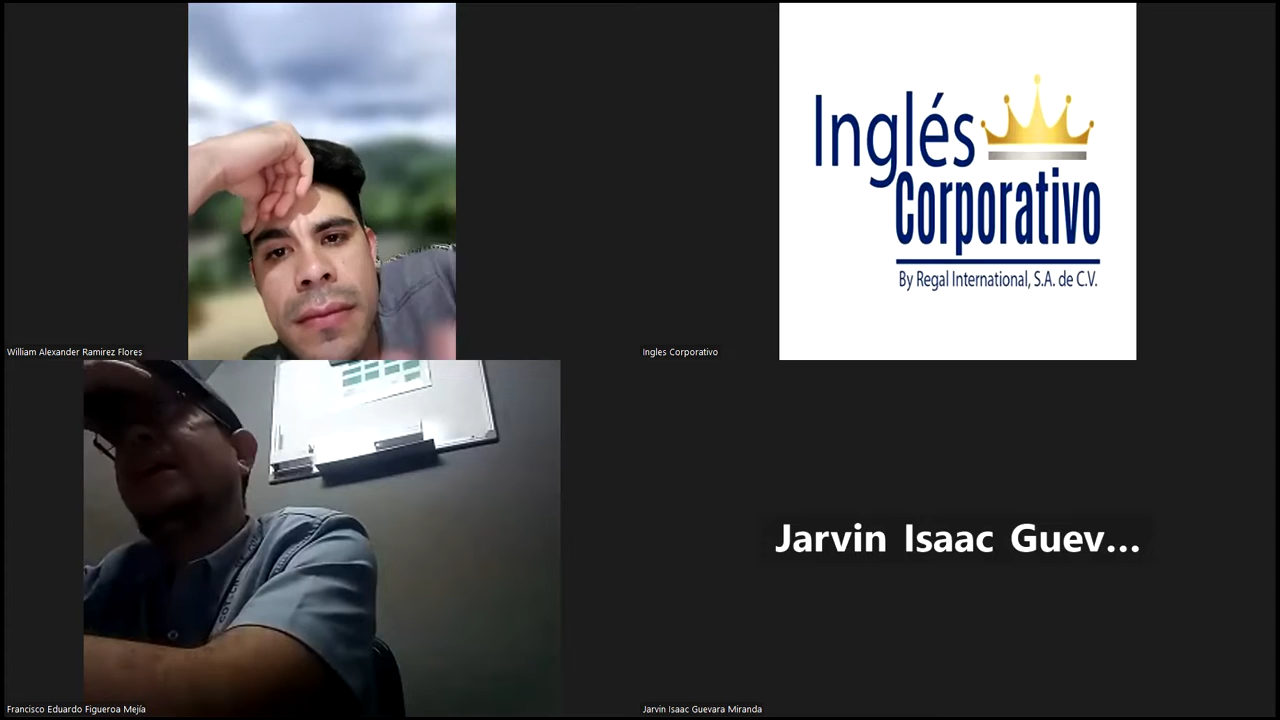 Inglés
Corporativo
By Regal International, S.A. de C.V.
William Alexander Ramirez Flores
Ingles Corporativo
Jarvin Isaac Guev...
Francisco Eduardo Figueroa Mejía
Jarvin Isaac Guevara Miranda